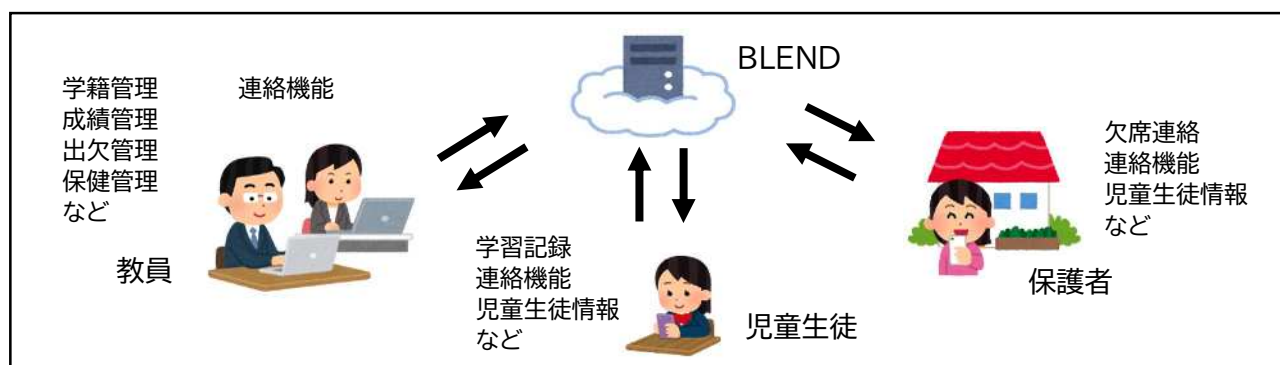 BLEND
学籍管理
成績管理
出欠管理
保健管理
など
連絡機能
教員
学習記録
連絡機能
児童生徒情報
など
児童生徒
欠席連絡
連絡機能
児童生徒情報
など
保護者